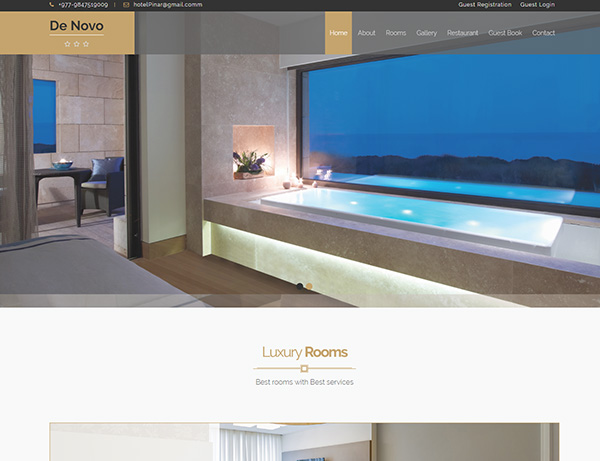 +977-9847519009 | hotelPinar@gmail.comm Guest Registration Guest Login
De Novo
Home About Rooms Gallery Restaurant Guest Book Contact
Luxury Rooms
Best rooms with Best services